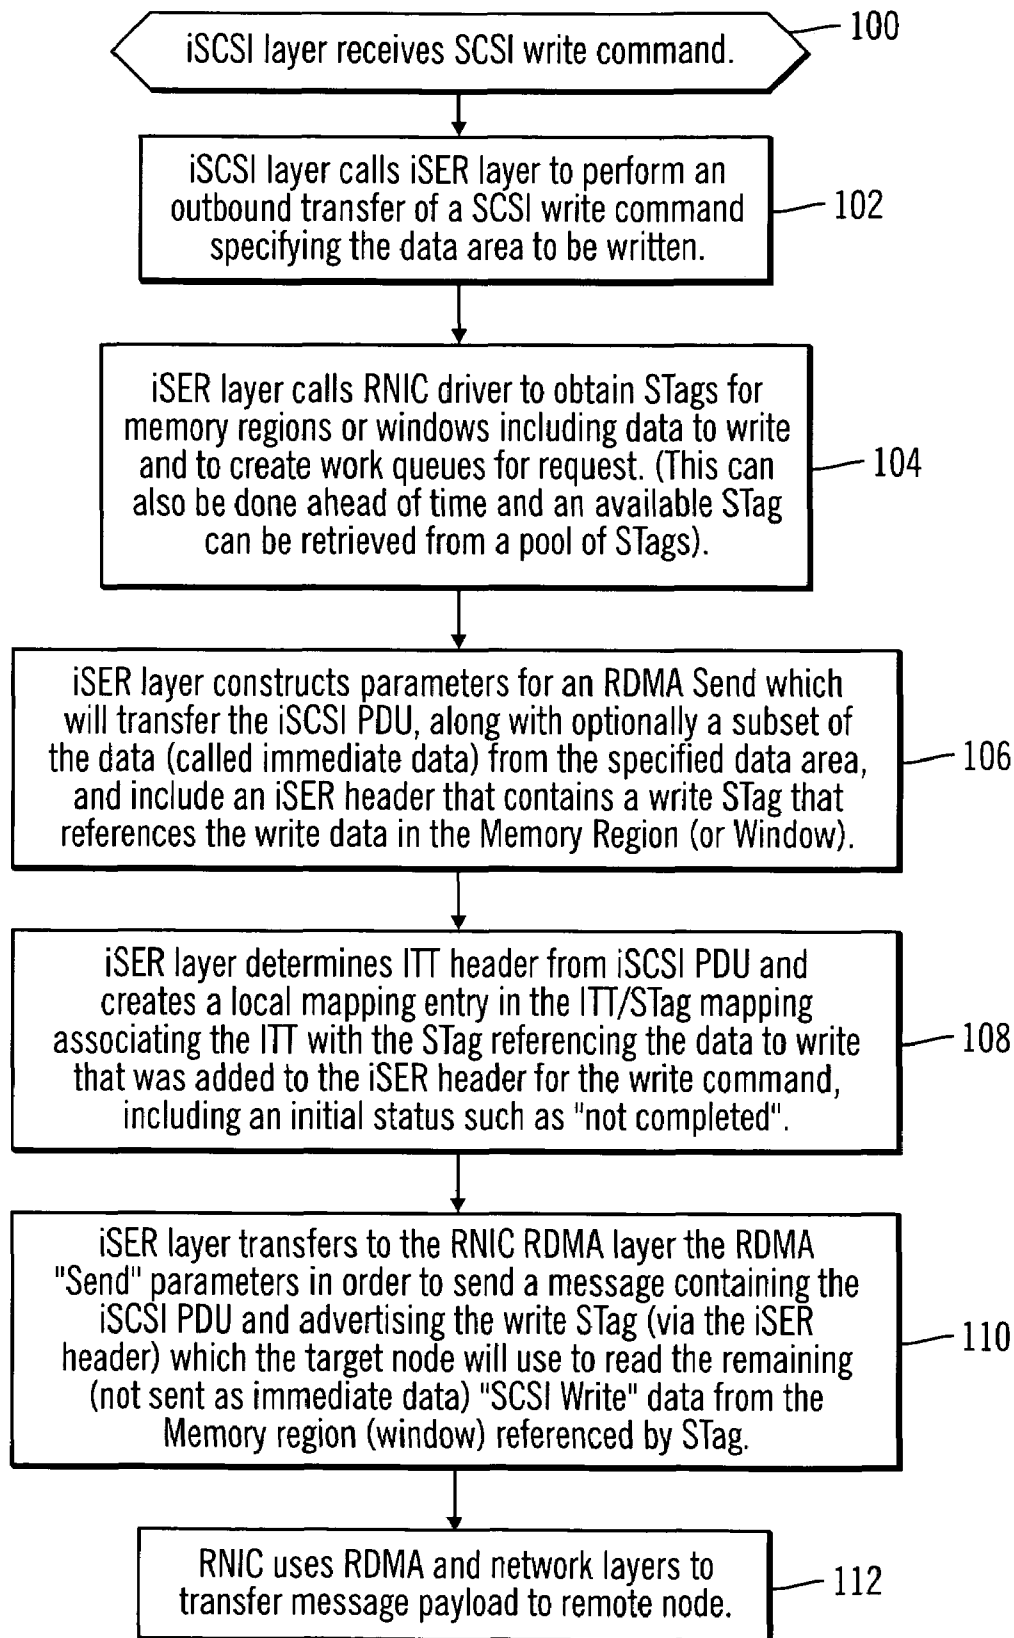 iSCSI layer receives SCSI write command.
100
iSCSI layer calls iSER layer to perform an
outbound transfer of a SCSI write command
specifying the data area to be written.
102
iSER layer calls RNIC driver to obtain STags for
memory regions or windows including data to write
and to create work queues for request. (This can
also be done ahead of time and an available STag
can be retrieved from a pool of STags).
104
iSER layer constructs parameters for an RDMA Send which
will transfer the iSCSI PDU, along with optionally a subset of
the data (called immediate data) from the specified data area,
and include an iSER header that contains a write STag that
references the write data in the Memory Region (or Window).
106
iSER layer determines ITT header from iSCSI PDU and
creates a local mapping entry in the ITT/STag mapping
associating the ITT with the STag referencing the data to write
that was added to the iSER header for the write command,
including an initial status such as "not completed".
108
iSER layer transfers to the RNIC RDMA layer the RDMA
"Send" parameters in order to send a message containing the
iSCSI PDU and advertising the write STag (via the iSER
header) which the target node will use to read the remaining
(not sent as immediate data) "SCSI Write" data from the
Memory region (window) referenced by STag.
110
RNIC uses RDMA and network layers to
transfer message payload to remote node.
112